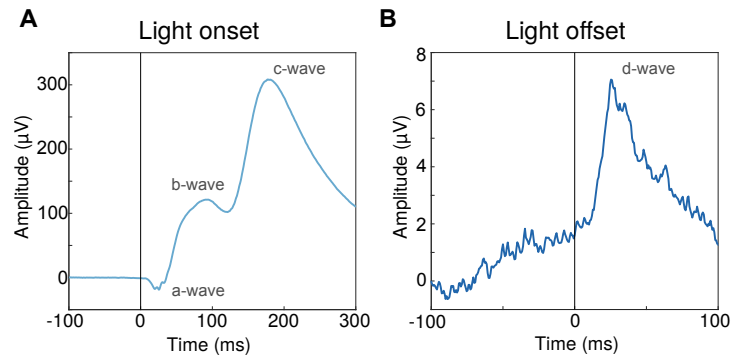 A
Light onset
c-wave
b-wave
a-wave
300
200
100
0
-100
0
100
200
300
Amplitude (µV)
Time (ms)
B
Light offset
d-wave
8
6
4
2
0
-100
0
100
Amplitude (µV)
Time (ms)